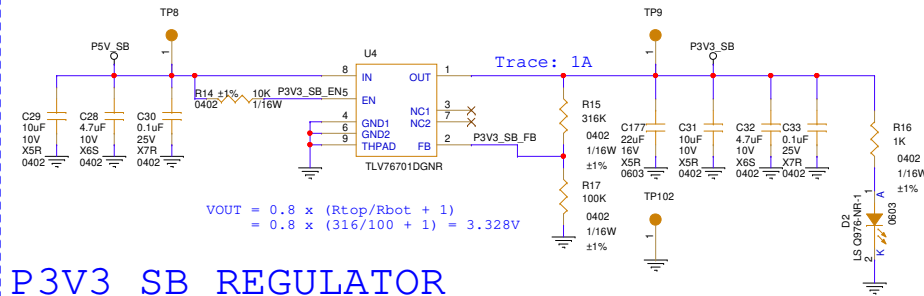 TP8
1
P5V_SB
C29
10uF
10V
X5R
0402
C28
4.7uF
10V
X6S
0402
C30
0.1uF
25V
X7R
0402
R14 ±1% 10K
0402 1/16W
P3V3_SB_EN
U4
8 IN OUT 1
5 EN
NC1 3
4 GND1 NC2 7
6 GND2
9 THPAD FB 2
TLV76701DGNR
P3V3_SB_FB
Trace: 1A
R15
316K
0402
1/16W
±1%
R17
100K
0402
1/16W
±1%
TP9
1
P3V3_SB
C177
22uF
16V
X5R
0603
C31
10uF
10V
X5R
0402
C32
4.7uF
10V
X6S
0402
C33
0.1uF
25V
X7R
0402
TP102
1
R16
1K
0402
1/16W
±1%
D2
LS Q976-NR-1
1 A
2 K
0603
VOUT = 0.8 x (Rtop/Rbot + 1)
= 0.8 x (316/100 + 1) = 3.328V
P3V3 SB REGULATOR